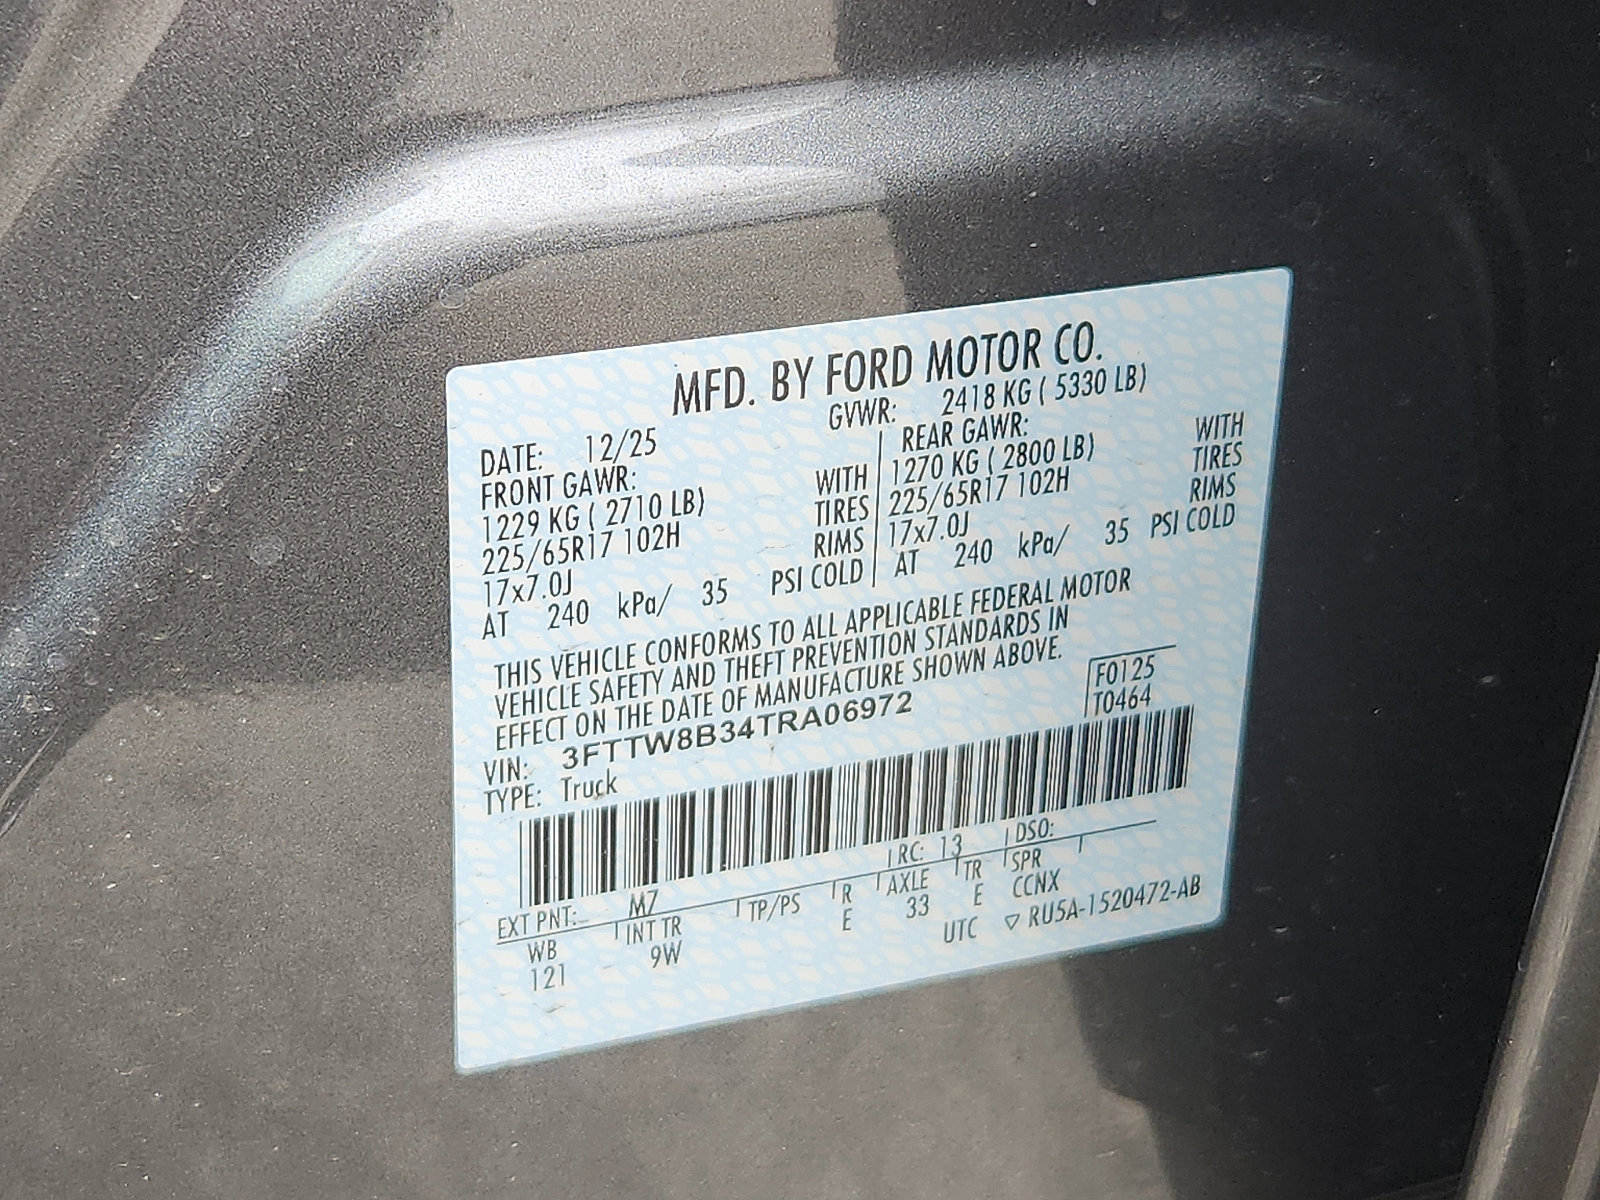 MFD. BY FORD MOTOR CO.
DATE: 12/25 GVWR: 2418 KG ( 5330 LB)
FRONT GAWR: REAR GAWR:
1229 KG ( 2710 LB) WITH 1270 KG ( 2800 LB) WITH
225/65R17 102H TIRES 225/65R17 102H TIRES
17x7.0J RIMS 17x7.0J RIMS
AT 240 kPa/ 35 PSI COLD AT 240 kPa/ 35 PSI COLD
THIS VEHICLE CONFORMS TO ALL APPLICABLE FEDERAL MOTOR
VEHICLE SAFETY AND THEFT PREVENTION STANDARDS IN
EFFECT ON THE DATE OF MANUFACTURE SHOWN ABOVE.
VIN: 3FTTW8B34TRA06972 F0125
TYPE: Truck T0464
EXT PNT: M7 RC: 13 DSO:
WB INT TR TP/PS R AXLE TR SPR
121 9W E 33 E CCNX
UTC ▽ RU5A-1520472-AB